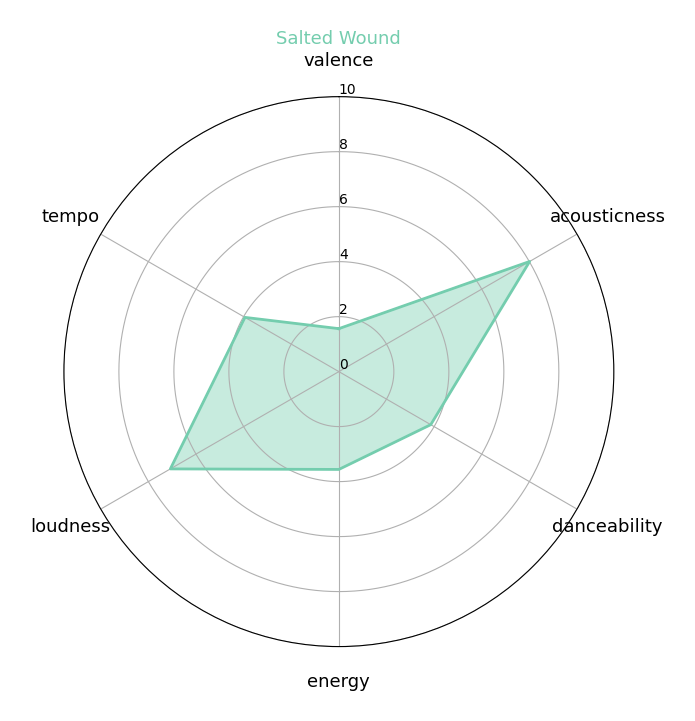 Salted Wound
valence
10
8
6
4
2
0
tempo
acousticness
loudness
danceability
energy